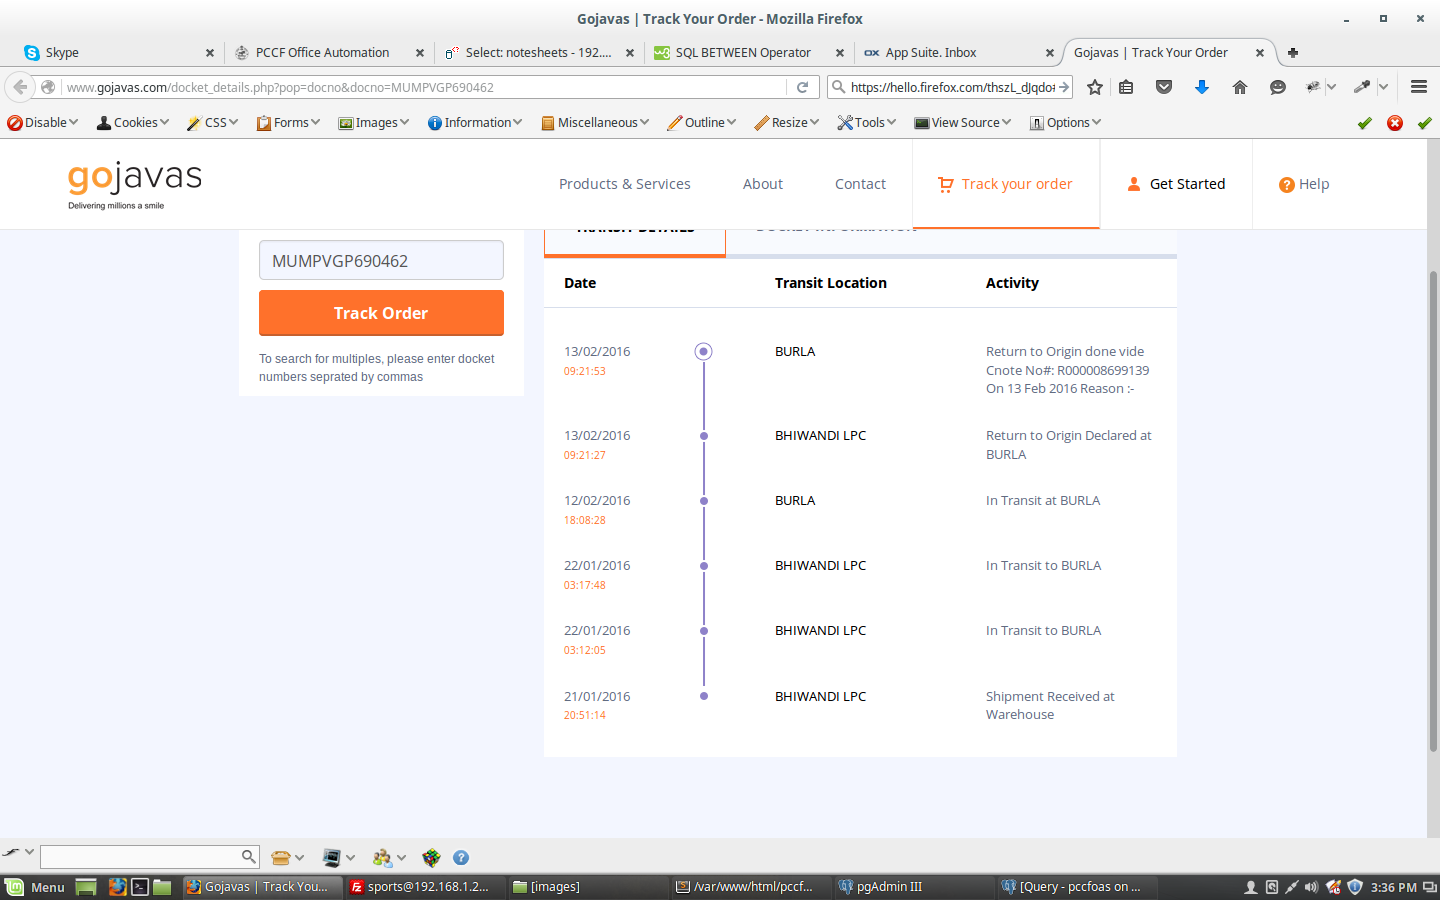 Gojavas | Track Your Order - Mozilla Firefox
Skype
PCCF Office Automation
Select: notesheets - 192....
SQL BETWEEN Operator
App Suite. Inbox
Gojavas | Track Your Order
www.gojavas.com/docket_details.php?pop=docno&docno=MUMPVGP690462
Disable Cookies CSS Forms Images Information Miscellaneous Outline Resize Tools View Source Options
gojavas
Delivering millions a smile
Products & Services About Contact Track your order Get Started Help
MUMPVGP690462
Track Order
To search for multiples, please enter docket
numbers seprated by commas
TRANSIT DETAILS DOCKET INFORMATION
Date Transit Location Activity
13/02/2016 BURLA Return to Origin done vide
09:21:53 Cnote No#: R000008699139
On 13 Feb 2016 Reason :-
13/02/2016 BHIWANDI LPC Return to Origin Declared at
09:21:27 BURLA
12/02/2016 BURLA In Transit at BURLA
18:08:28
22/01/2016 BHIWANDI LPC In Transit to BURLA
03:17:48
22/01/2016 BHIWANDI LPC In Transit to BURLA
03:12:05
21/01/2016 BHIWANDI LPC Shipment Received at
20:51:14 Warehouse
Menu
Gojavas | Track You...
sports@192.168.1.2...
[images]
/var/www/html/pccf...
pgAdmin III
[Query - pccfoas on ...
3:36 PM